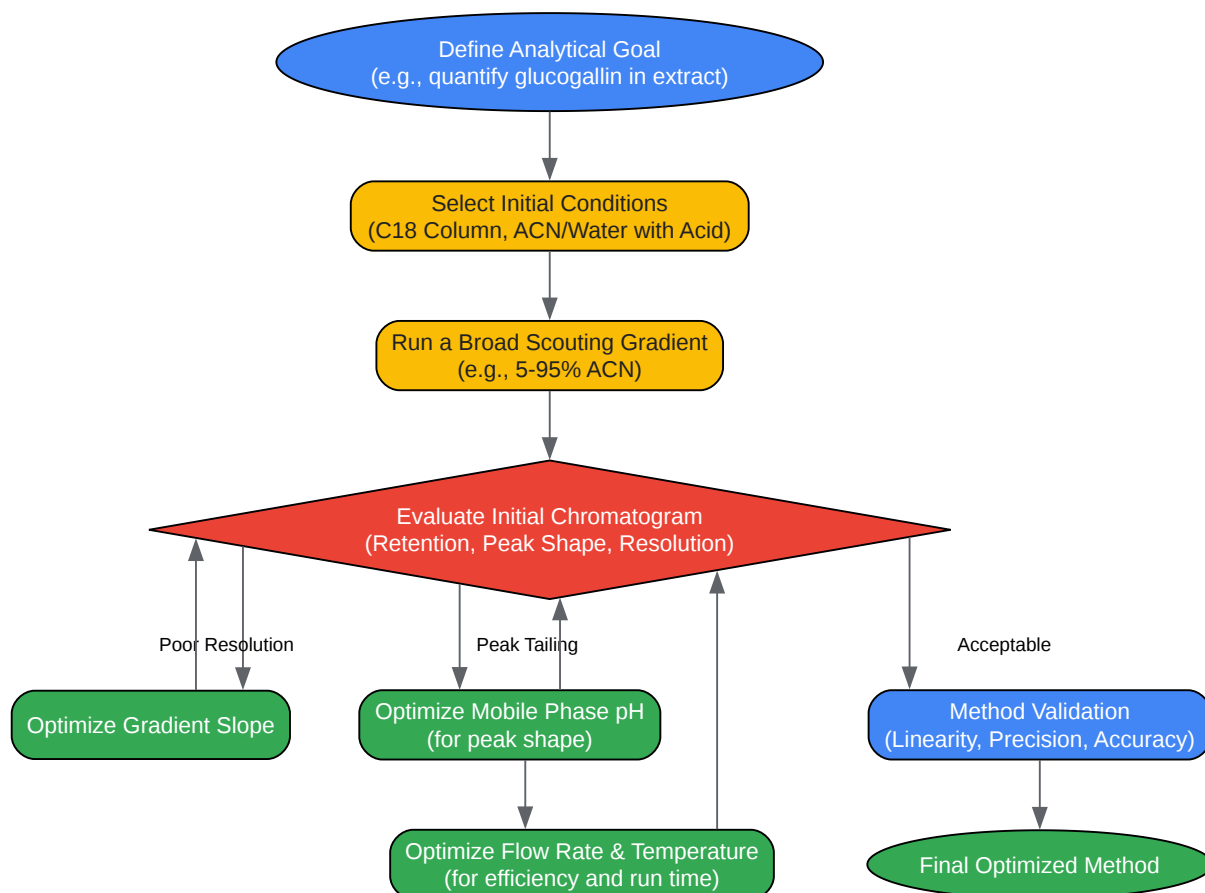 Define Analytical Goal
(e.g., quantify glucogallin in extract)
Select Initial Conditions
(C18 Column, ACN/Water with Acid)
Run a Broad Scouting Gradient
(e.g., 5-95% ACN)
Evaluate Initial Chromatogram
(Retention, Peak Shape, Resolution)
Poor Resolution
Peak Tailing
Acceptable
Optimize Gradient Slope
Optimize Mobile Phase pH
(for peak shape)
Method Validation
(Linearity, Precision, Accuracy)
Optimize Flow Rate & Temperature
(for efficiency and run time)
Final Optimized Method